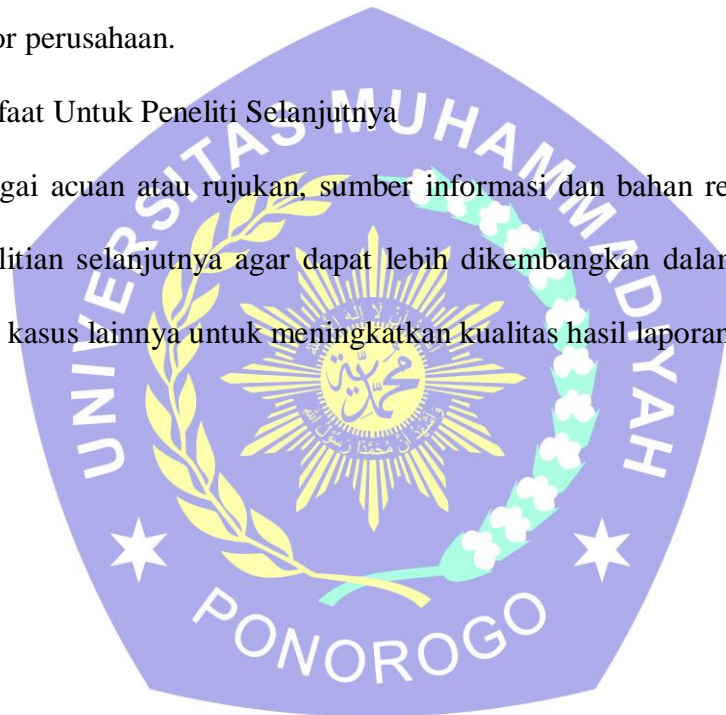 or perusahaan.
faat Untuk Peneliti Selanjutnya
gai acuan atau rujukan, sumber informasi dan bahan re
litian selanjutnya agar dapat lebih dikembangkan dalam
kasus lainnya untuk meningkatkan kualitas hasil laporan
UNIVERSITAS MUHAMMADIYAH
محمدية
PONOROGO